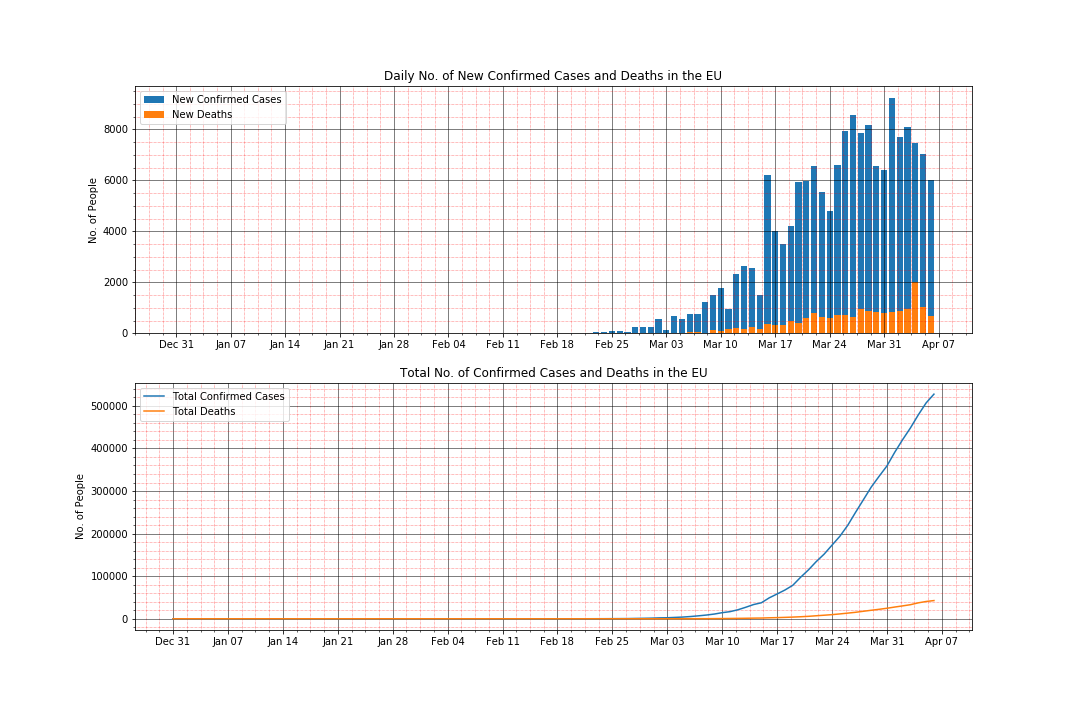 Daily No. of New Confirmed Cases and Deaths in the EU
New Confirmed Cases
New Deaths
No. of People
8000
6000
4000
2000
0
Dec 31 Jan 07 Jan 14 Jan 21 Jan 28 Feb 04 Feb 11 Feb 18 Feb 25 Mar 03 Mar 10 Mar 17 Mar 24 Mar 31 Apr 07
Total No. of Confirmed Cases and Deaths in the EU
Total Confirmed Cases
Total Deaths
No. of People
500000
400000
300000
200000
100000
0
Dec 31 Jan 07 Jan 14 Jan 21 Jan 28 Feb 04 Feb 11 Feb 18 Feb 25 Mar 03 Mar 10 Mar 17 Mar 24 Mar 31 Apr 07